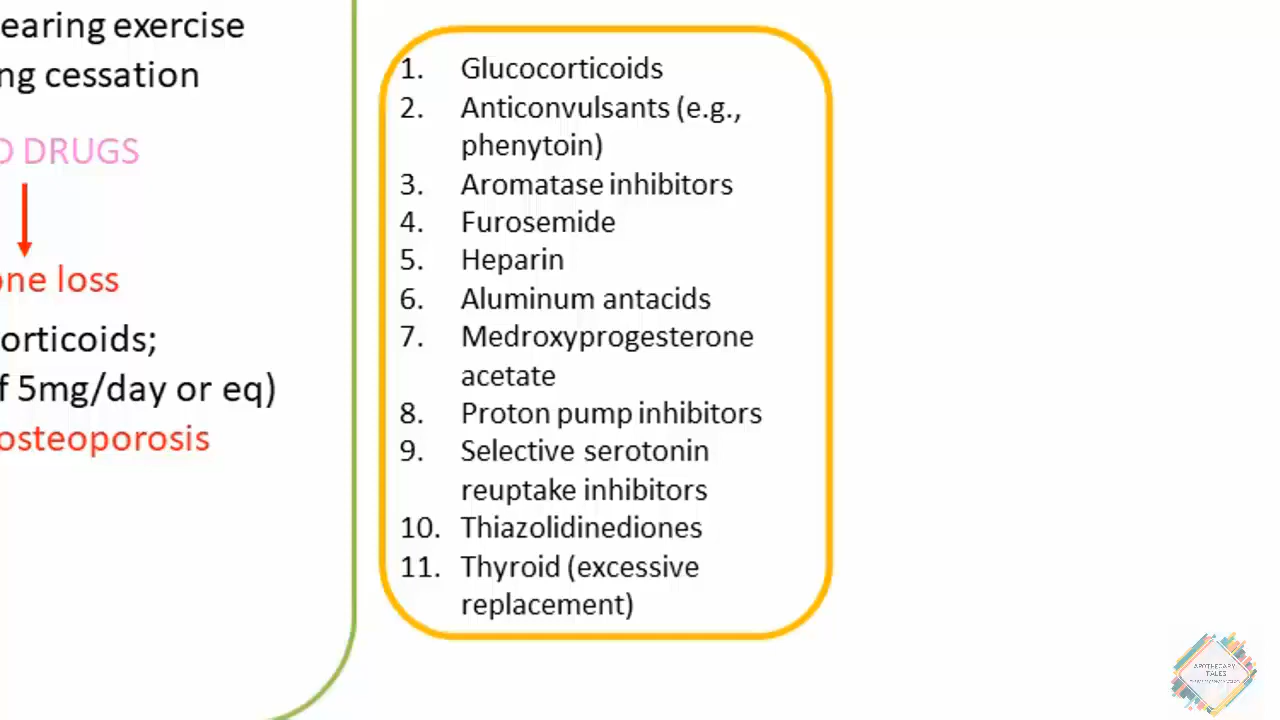 earing exercise
ng cessation
DRUGS
one loss
orticoids;
f 5mg/day or eq)
osteoporosis
1. Glucocorticoids
2. Anticonvulsants (e.g.,
phenytoin)
3. Aromatase inhibitors
4. Furosemide
5. Heparin
6. Aluminum antacids
7. Medroxyprogesterone
acetate
8. Proton pump inhibitors
9. Selective serotonin
reuptake inhibitors
10. Thiazolidinediones
11. Thyroid (excessive
replacement)
APOTHECARY
TALES